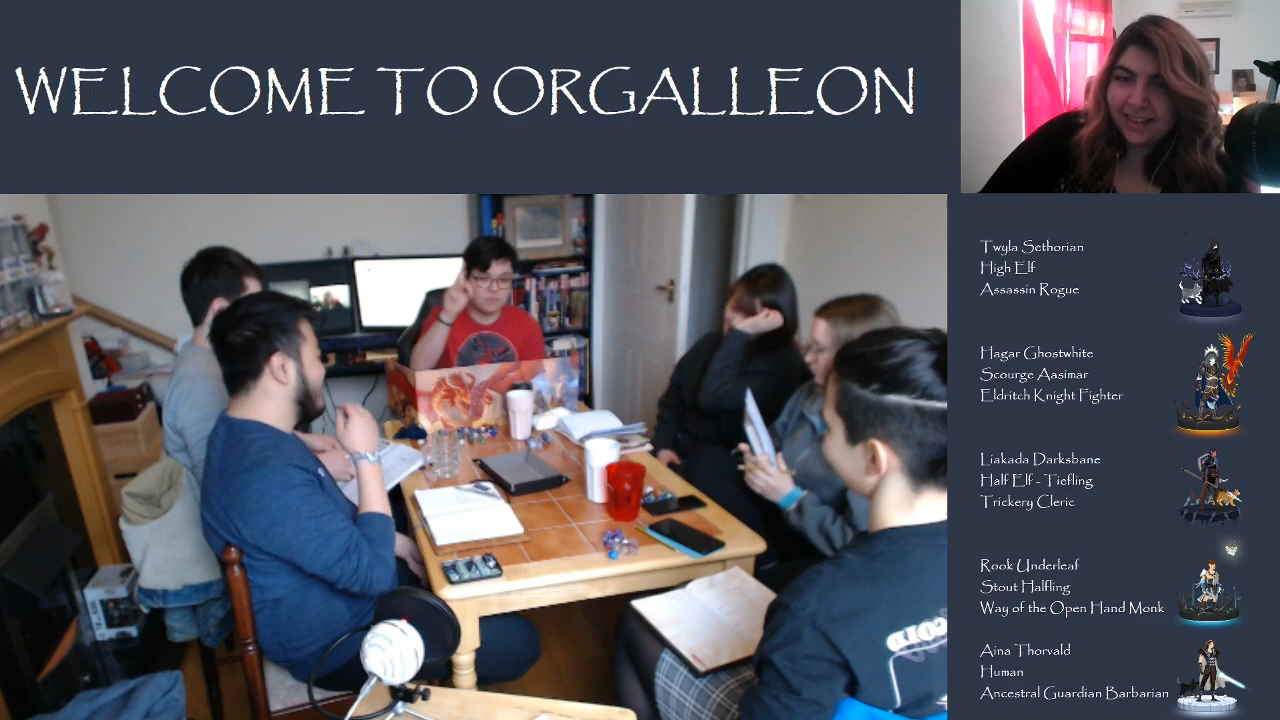 WELCOME TO ORGALLEON
Twyla Sethorian
High Elf
Assassin Rogue
Hagar Ghostwhite
Scourge Aasimar
Eldritch Knight Fighter
Liakada Darksbane
Half Elf - Tiefling
Trickery Cleric
Rook Underleaf
Stout Halfling
Way of the Open Hand Monk
Aina Thorvald
Human
Ancestral Guardian Barbarian